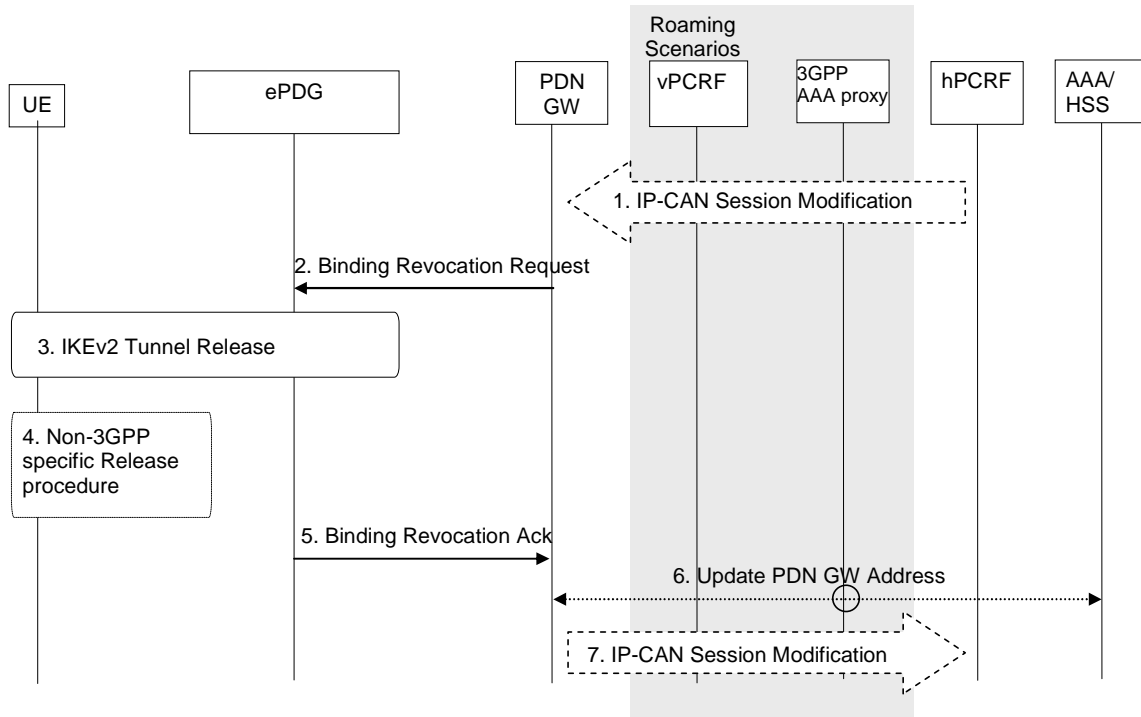 Roaming
Scenarios
UE
ePDG
PDN
GW
vPCRF
3GPP
AAA proxy
hPCRF
AAA/
HSS
1. IP-CAN Session Modification
2. Binding Revocation Request
3. IKEv2 Tunnel Release
4. Non-3GPP
specific Release
procedure
5. Binding Revocation Ack
6. Update PDN GW Address
7. IP-CAN Session Modification